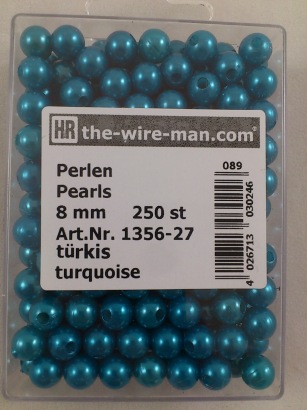 HR the-wire-man.com®
089
Perlen
Pearls
8 mm 250 st
Art.Nr. 1356-27
türkis
turquoise
4 026713 030246